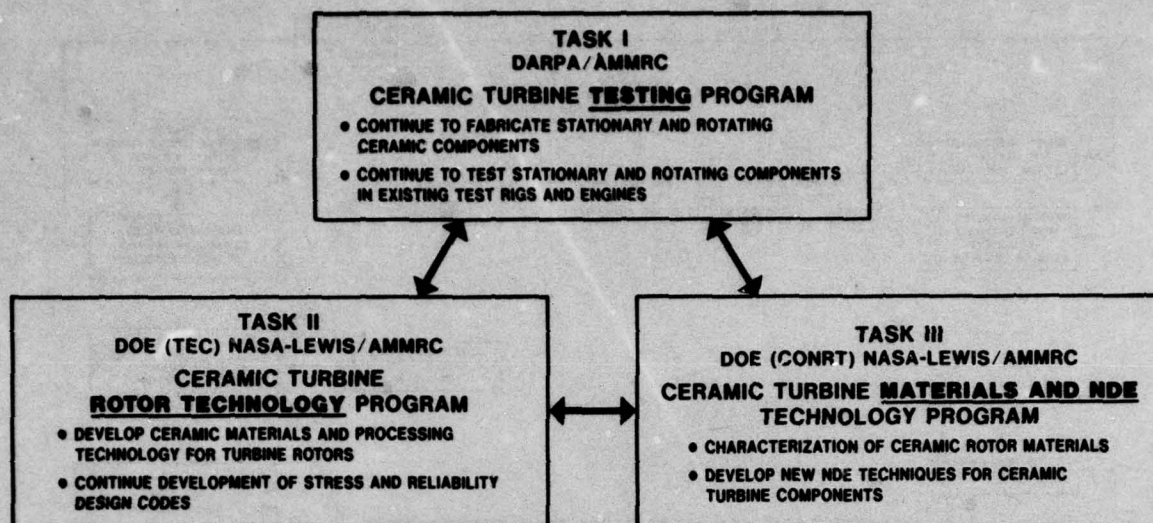 TASK I
DARPA/AMMRC
CERAMIC TURBINE TESTING PROGRAM
• CONTINUE TO FABRICATE STATIONARY AND ROTATING
CERAMIC COMPONENTS
• CONTINUE TO TEST STATIONARY AND ROTATING COMPONENTS
IN EXISTING TEST RIGS AND ENGINES
TASK II
DOE (TEC) NASA-LEWIS/AMMRC
CERAMIC TURBINE
ROTOR TECHNOLOGY PROGRAM
• DEVELOP CERAMIC MATERIALS AND PROCESSING
TECHNOLOGY FOR TURBINE ROTORS
• CONTINUE DEVELOPMENT OF STRESS AND RELIABILITY
DESIGN CODES
TASK III
DOE (CONRT) NASA-LEWIS/AMMRC
CERAMIC TURBINE MATERIALS AND NDE
TECHNOLOGY PROGRAM
• CHARACTERIZATION OF CERAMIC ROTOR MATERIALS
• DEVELOP NEW NDE TECHNIQUES FOR CERAMIC
TURBINE COMPONENTS